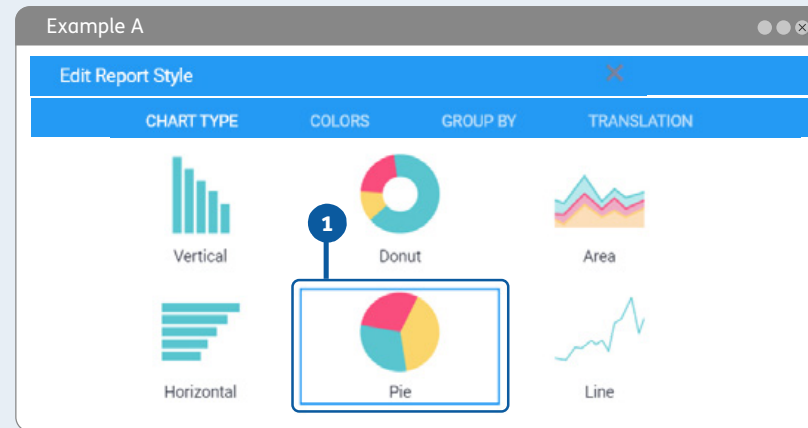 Example A
Edit Report Style
CHART TYPE COLORS GROUP BY TRANSLATION
1
Vertical Donut Area
Horizontal Pie Line